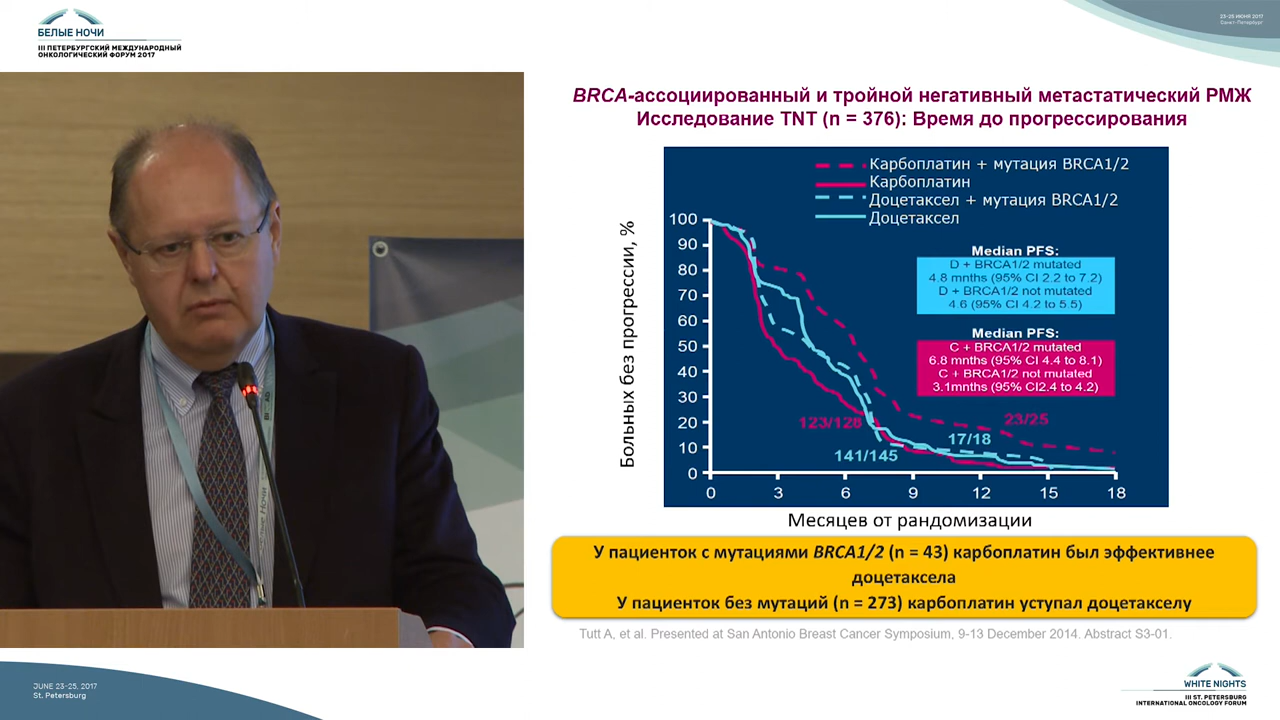 БЕЛЫЕ НОЧИ
III ПЕТЕРБУРГСКИЙ МЕЖДУНАРОДНЫЙ
ОНКОЛОГИЧЕСКИЙ ФОРУМ 2017
23-25 ИЮНЯ 2017
Санкт-Петербург
BRCA-ассоциированный и тройной негативный метастатический РМЖ
Исследование TNT (n = 376): Время до прогрессирования
Карбоплатин + мутация BRCA1/2
Карбоплатин
Доцетаксел + мутация BRCA1/2
Доцетаксел
Больных без прогрессии, %
100
90
80
70
60
50
40
30
20
10
0
Median PFS:
D + BRCA1/2 mutated
4.8 mnths (95% CI 2.2 to 7.2)
D + BRCA1/2 not mutated
4.6 (95% CI 4.2 to 5.5)
Median PFS:
C + BRCA1/2 mutated
6.8 mnths (95% CI 4.4 to 8.1)
C + BRCA1/2 not mutated
3.1mnths (95% CI2.4 to 4.2)
123/128
23/25
17/18
141/145
0 3 6 9 12 15 18
Месяцев от рандомизации
У пациенток с мутациями BRCA1/2 (n = 43) карбоплатин был эффективнее
доцетаксела
У пациенток без мутаций (n = 273) карбоплатин уступал доцетакселу
Tutt A, et al. Presented at San Antonio Breast Cancer Symposium, 9-13 December 2014. Abstract S3-01.
JUNE 23-25, 2017
St. Petersburg
WHITE NIGHTS
III ST. PETERSBURG
INTERNATIONAL ONCOLOGY FORUM